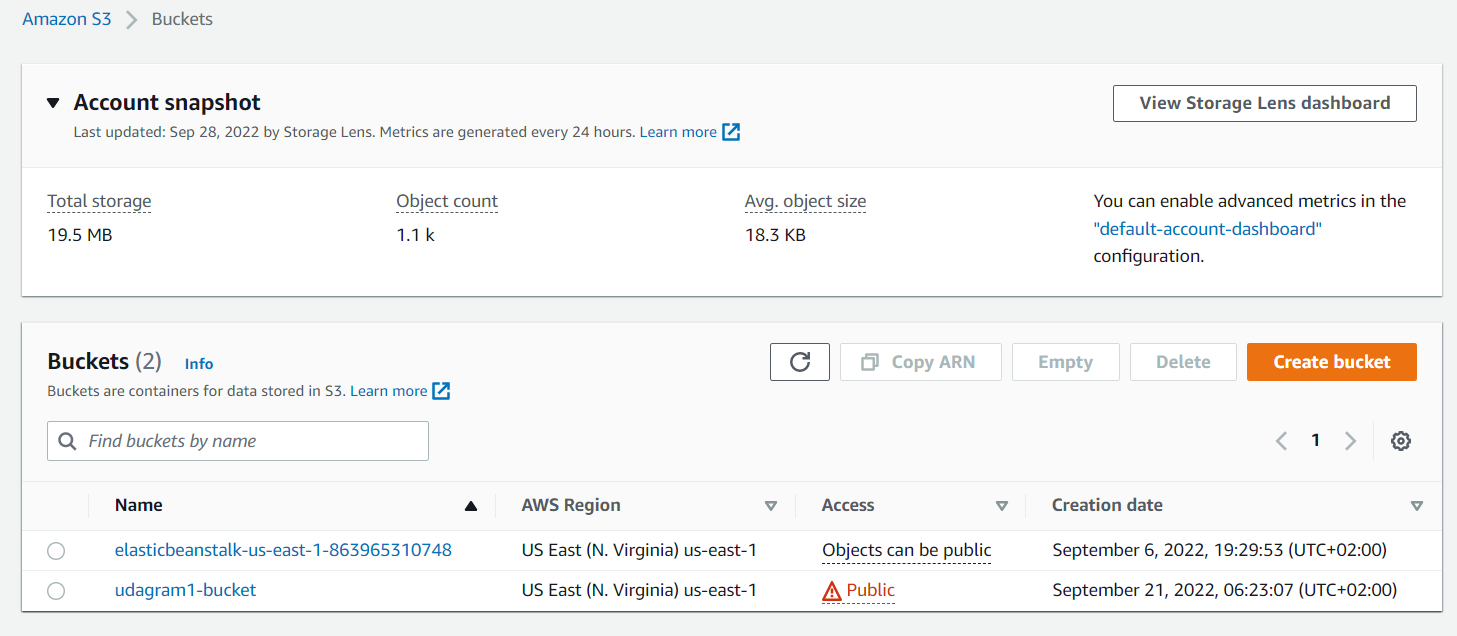 Amazon S3 > Buckets
Account snapshot
View Storage Lens dashboard
Last updated: Sep 28, 2022 by Storage Lens. Metrics are generated every 24 hours. Learn more
Total storage Object count Avg. object size
19.5 MB 1.1 k 18.3 KB
You can enable advanced metrics in the
"default-account-dashboard"
configuration.
Buckets (2) Info
Copy ARN Empty Delete Create bucket
Buckets are containers for data stored in S3. Learn more
Find buckets by name
1
Name AWS Region Access Creation date
elasticbeanstalk-us-east-1-863965310748 US East (N. Virginia) us-east-1 Objects can be public September 6, 2022, 19:29:53 (UTC+02:00)
udagram1-bucket US East (N. Virginia) us-east-1 Public September 21, 2022, 06:23:07 (UTC+02:00)